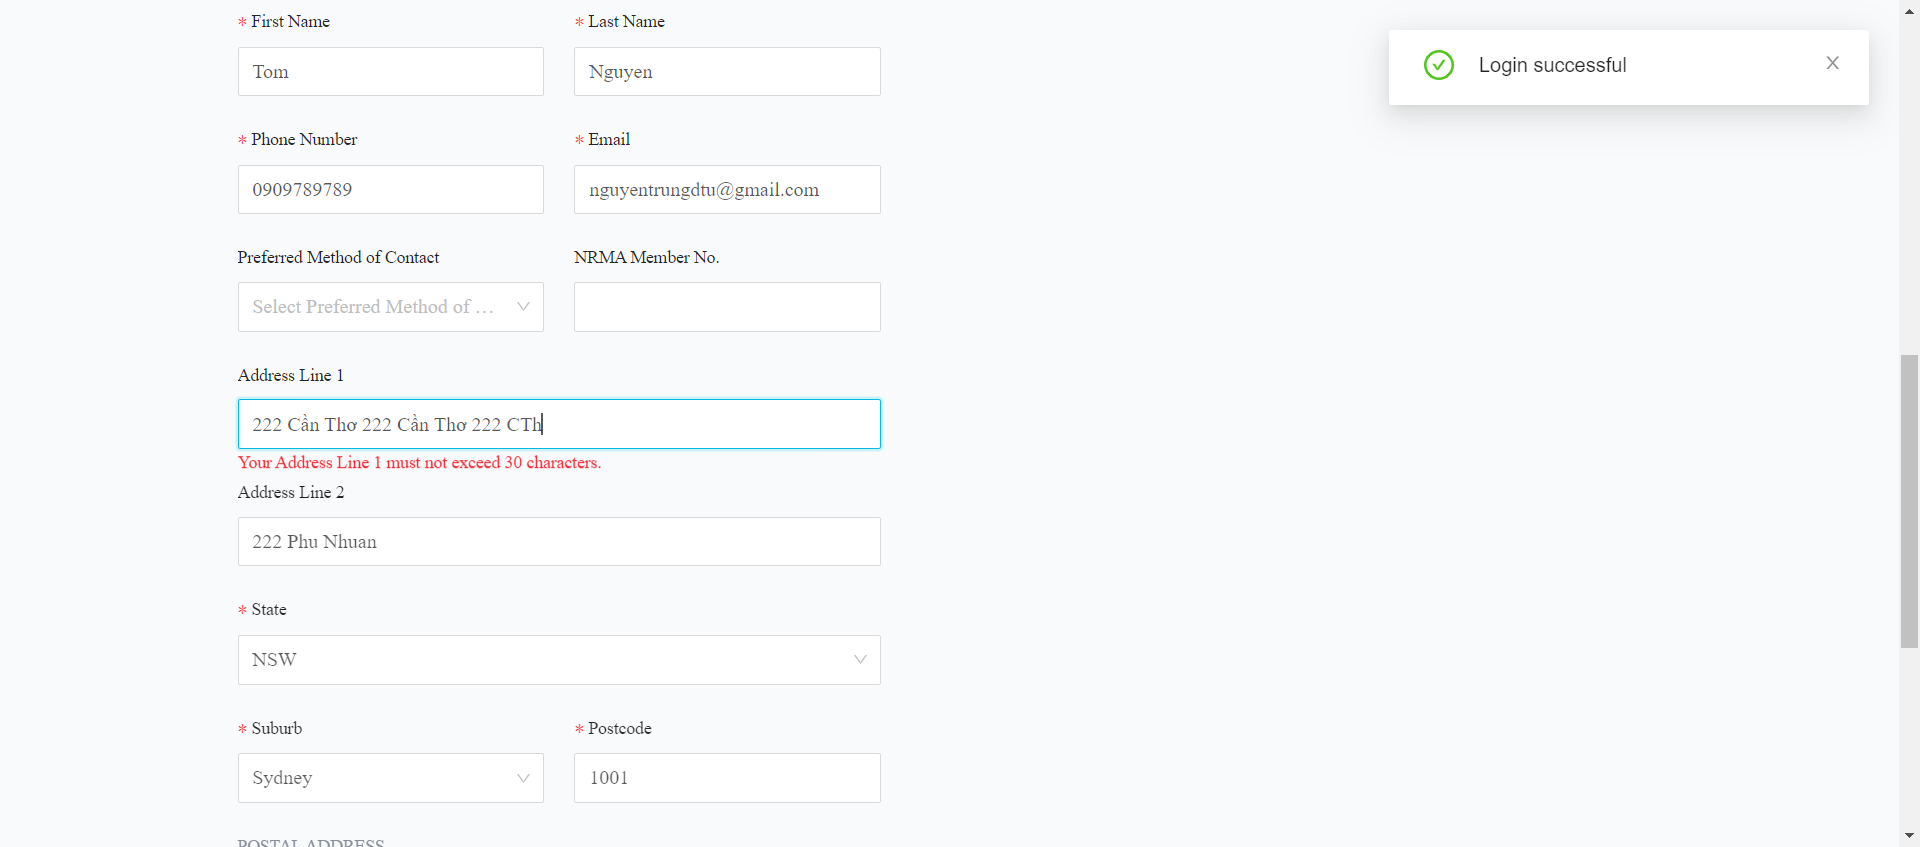 * First Name
* Last Name
Tom
Nguyen
Login successful
* Phone Number
* Email
0909789789
nguyentrungdtu@gmail.com
Preferred Method of Contact
NRMA Member No.
Select Preferred Method of ...
Address Line 1
222 Cần Thơ 222 Cần Thơ 222 CTh
Your Address Line 1 must not exceed 30 characters.
Address Line 2
222 Phu Nhuan
* State
NSW
* Suburb
* Postcode
Sydney
1001
POSTAL ADDRESS